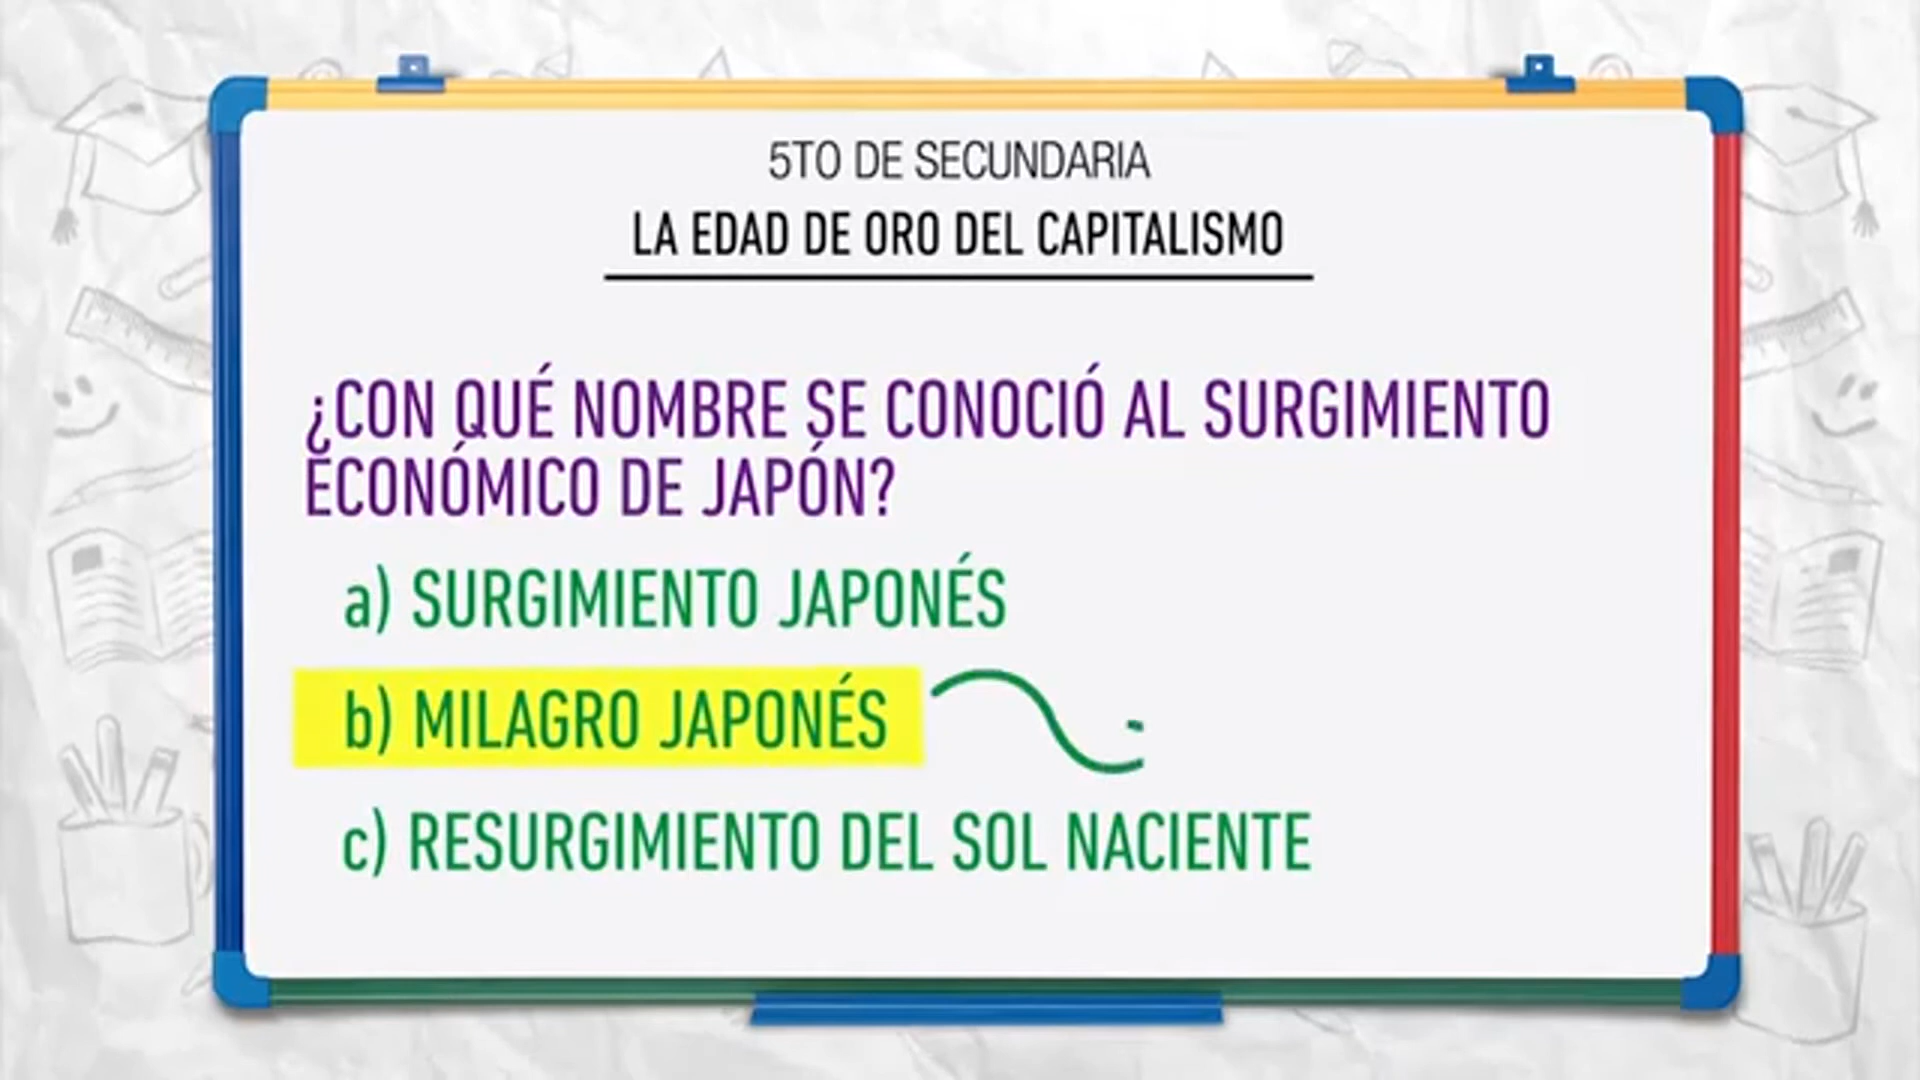 5TO DE SECUNDARIA
LA EDAD DE ORO DEL CAPITALISMO
¿CON QUÉ NOMBRE SE CONOCIÓ AL SURGIMIENTO
ECONÓMICO DE JAPÓN?
a) SURGIMIENTO JAPONÉS
b) MILAGRO JAPONÉS
c) RESURGIMIENTO DEL SOL NACIENTE